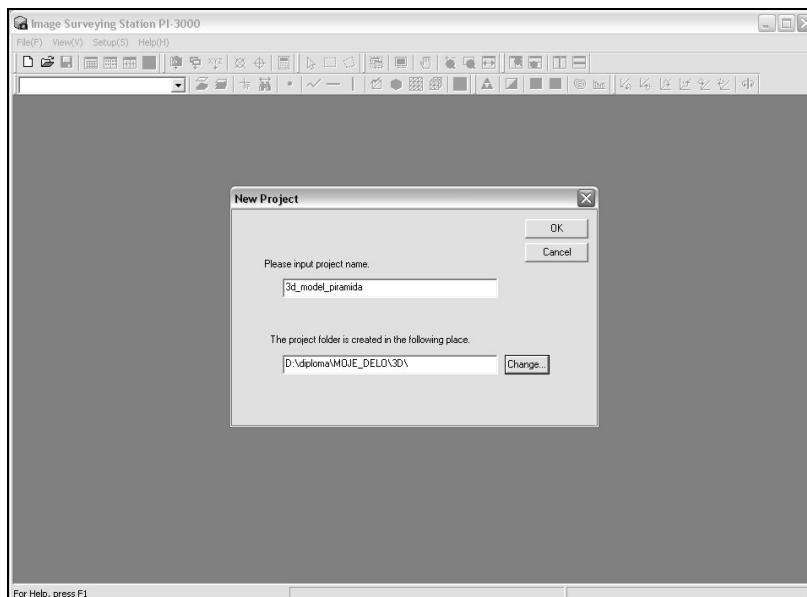 Image Surveying Station PI-3000
File(F) View(V) Setup(S) Help(H)
New Project
OK
Cancel
Please input project name.
3d_model_piramida
The project folder is created in the following place.
D:\diploma\MOJE_DELO\3D\
Change...
For Help, press F1